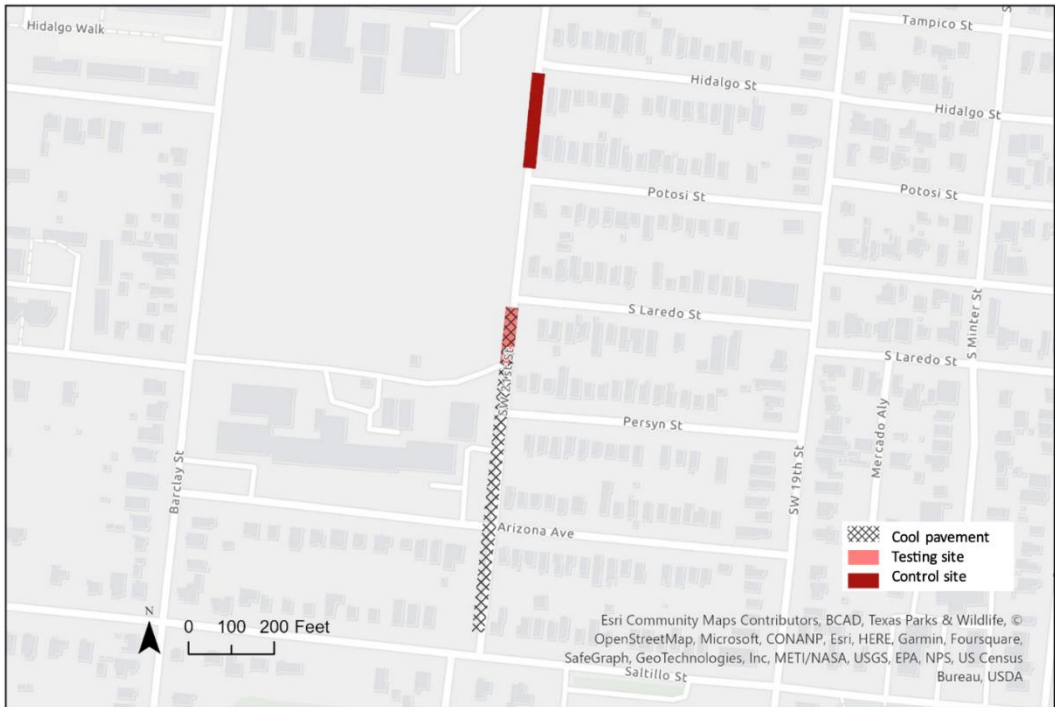 Hidalgo Walk
Tampico St
S
Hidalgo St
Hidalgo St
Potosi St
Potosi St
S Laredo St
S Minter St
S Laredo St
SW 21st St
Persyn St
Mercado Aly
SW 19th St
Barclay St
Arizona Ave
Cool pavement
Testing site
Control site
N
0 100 200 Feet
Esri Community Maps Contributors, BCAD, Texas Parks & Wildlife, ©
OpenStreetMap, Microsoft, CONANP, Esri, HERE, Garmin, Foursquare,
SafeGraph, GeoTechnologies, Inc, METI/NASA, USGS, EPA, NPS, US Census
Bureau, USDA
Saltillo St